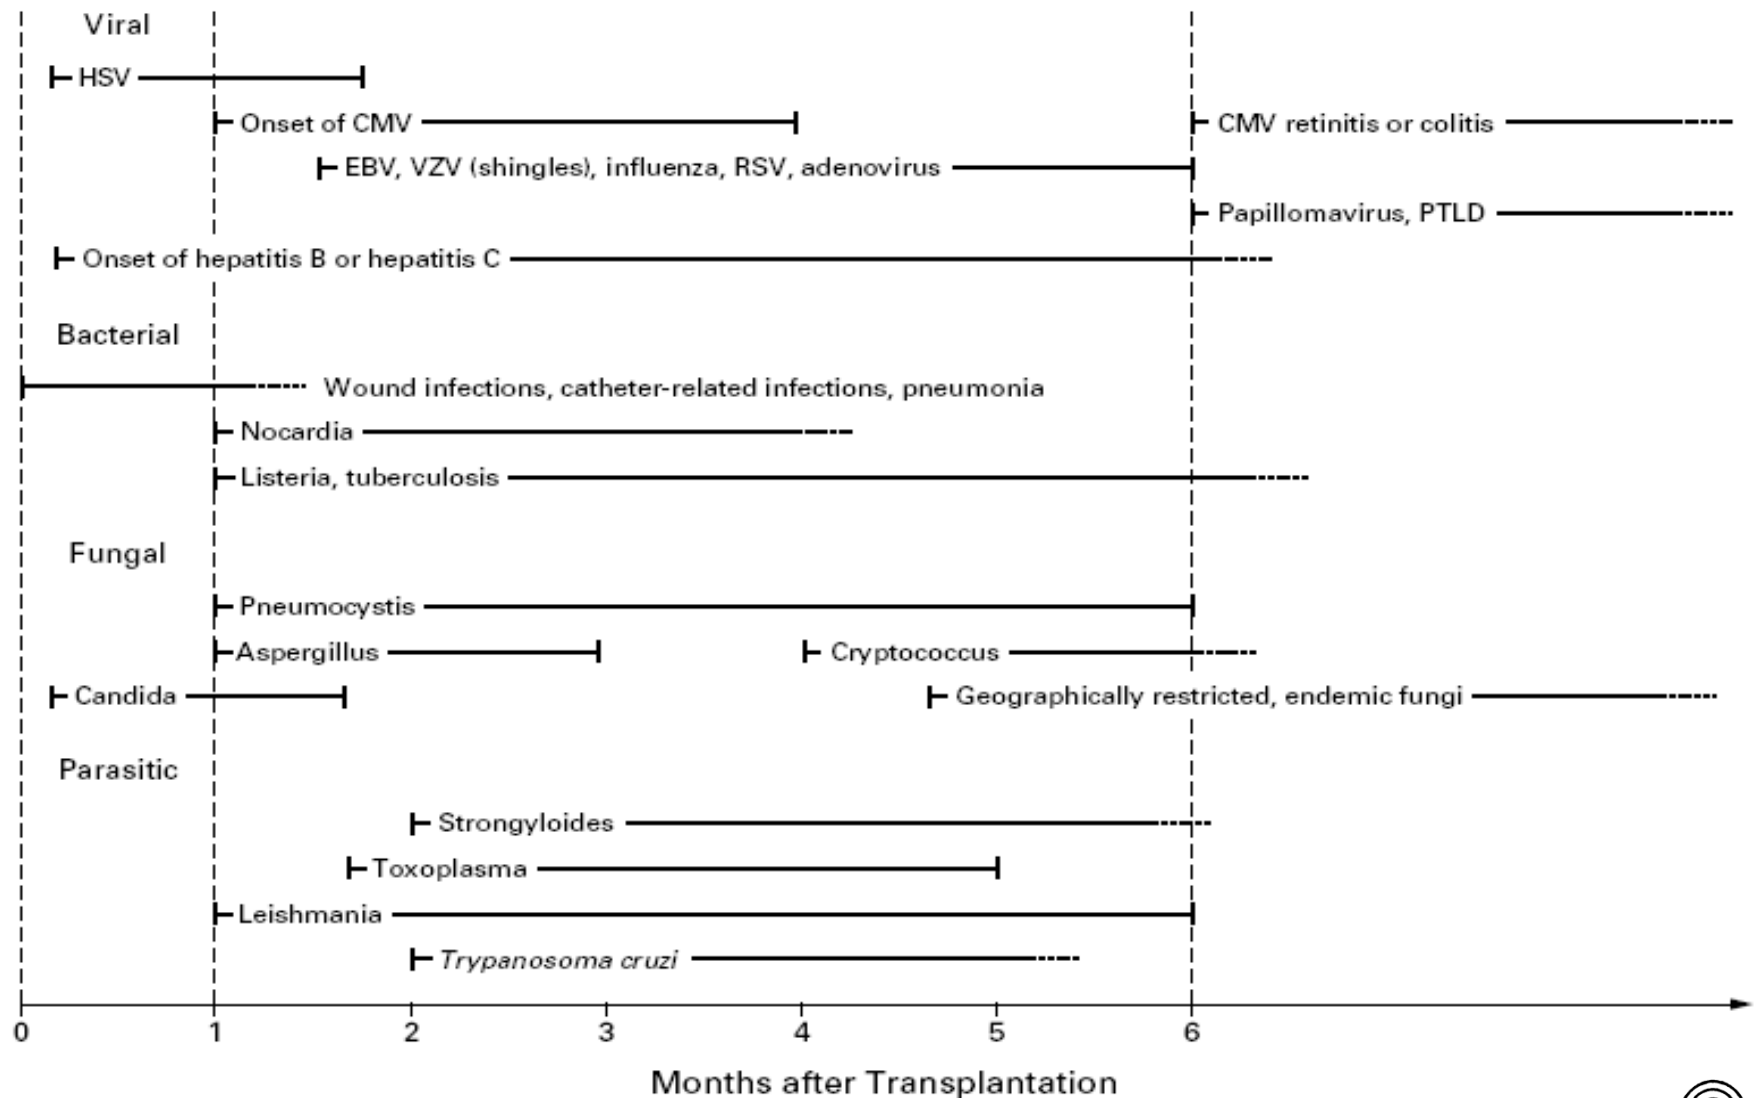 Viral
HSV
Onset of CMV
CMV retinitis or colitis
EBV, VZV (shingles), influenza, RSV, adenovirus
Papillomavirus, PTLD
Onset of hepatitis B or hepatitis C
Bacterial
Wound infections, catheter-related infections, pneumonia
Nocardia
Listeria, tuberculosis
Fungal
Pneumocystis
Aspergillus
Cryptococcus
Candida
Geographically restricted, endemic fungi
Parasitic
Strongyloides
Toxoplasma
Leishmania
Trypanosoma cruzi
0 1 2 3 4 5 6
Months after Transplantation